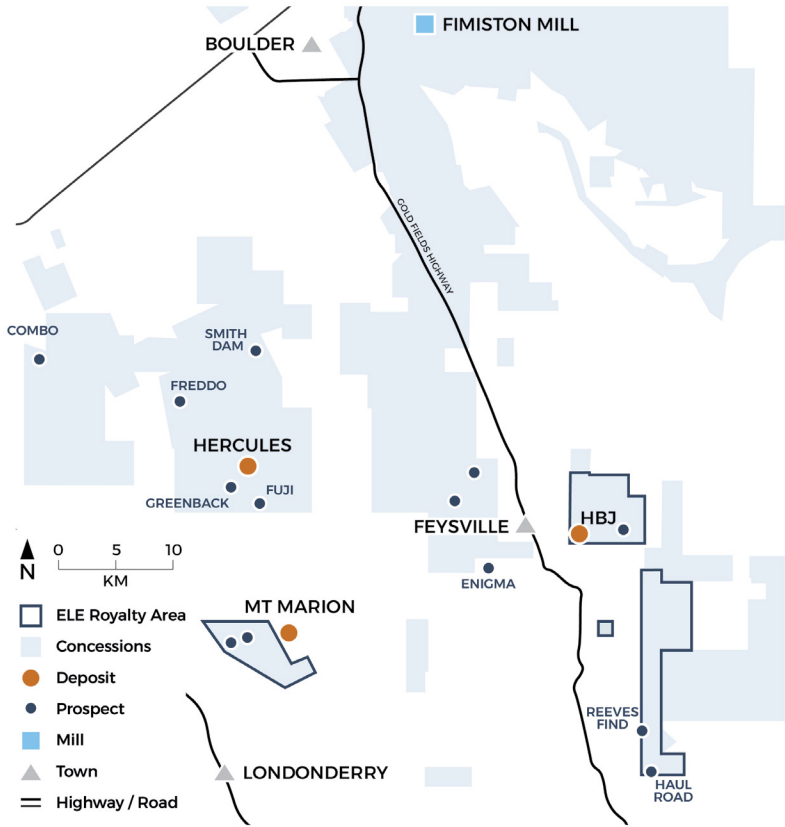 FIMISTON MILL
BOULDER
GOLD FIELDS HIGHWAY
COMBO
SMITH
DAM
FREDDO
HERCULES
GREENBACK
FUJI
FEYSVILLE
HBJ
ENIGMA
N
0 5 10
KM
MT MARION
ELE Royalty Area
Concessions
Deposit
Prospect
Mill
Town
Highway / Road
LONDONDERRY
REEVES
FIND
HAUL
ROAD